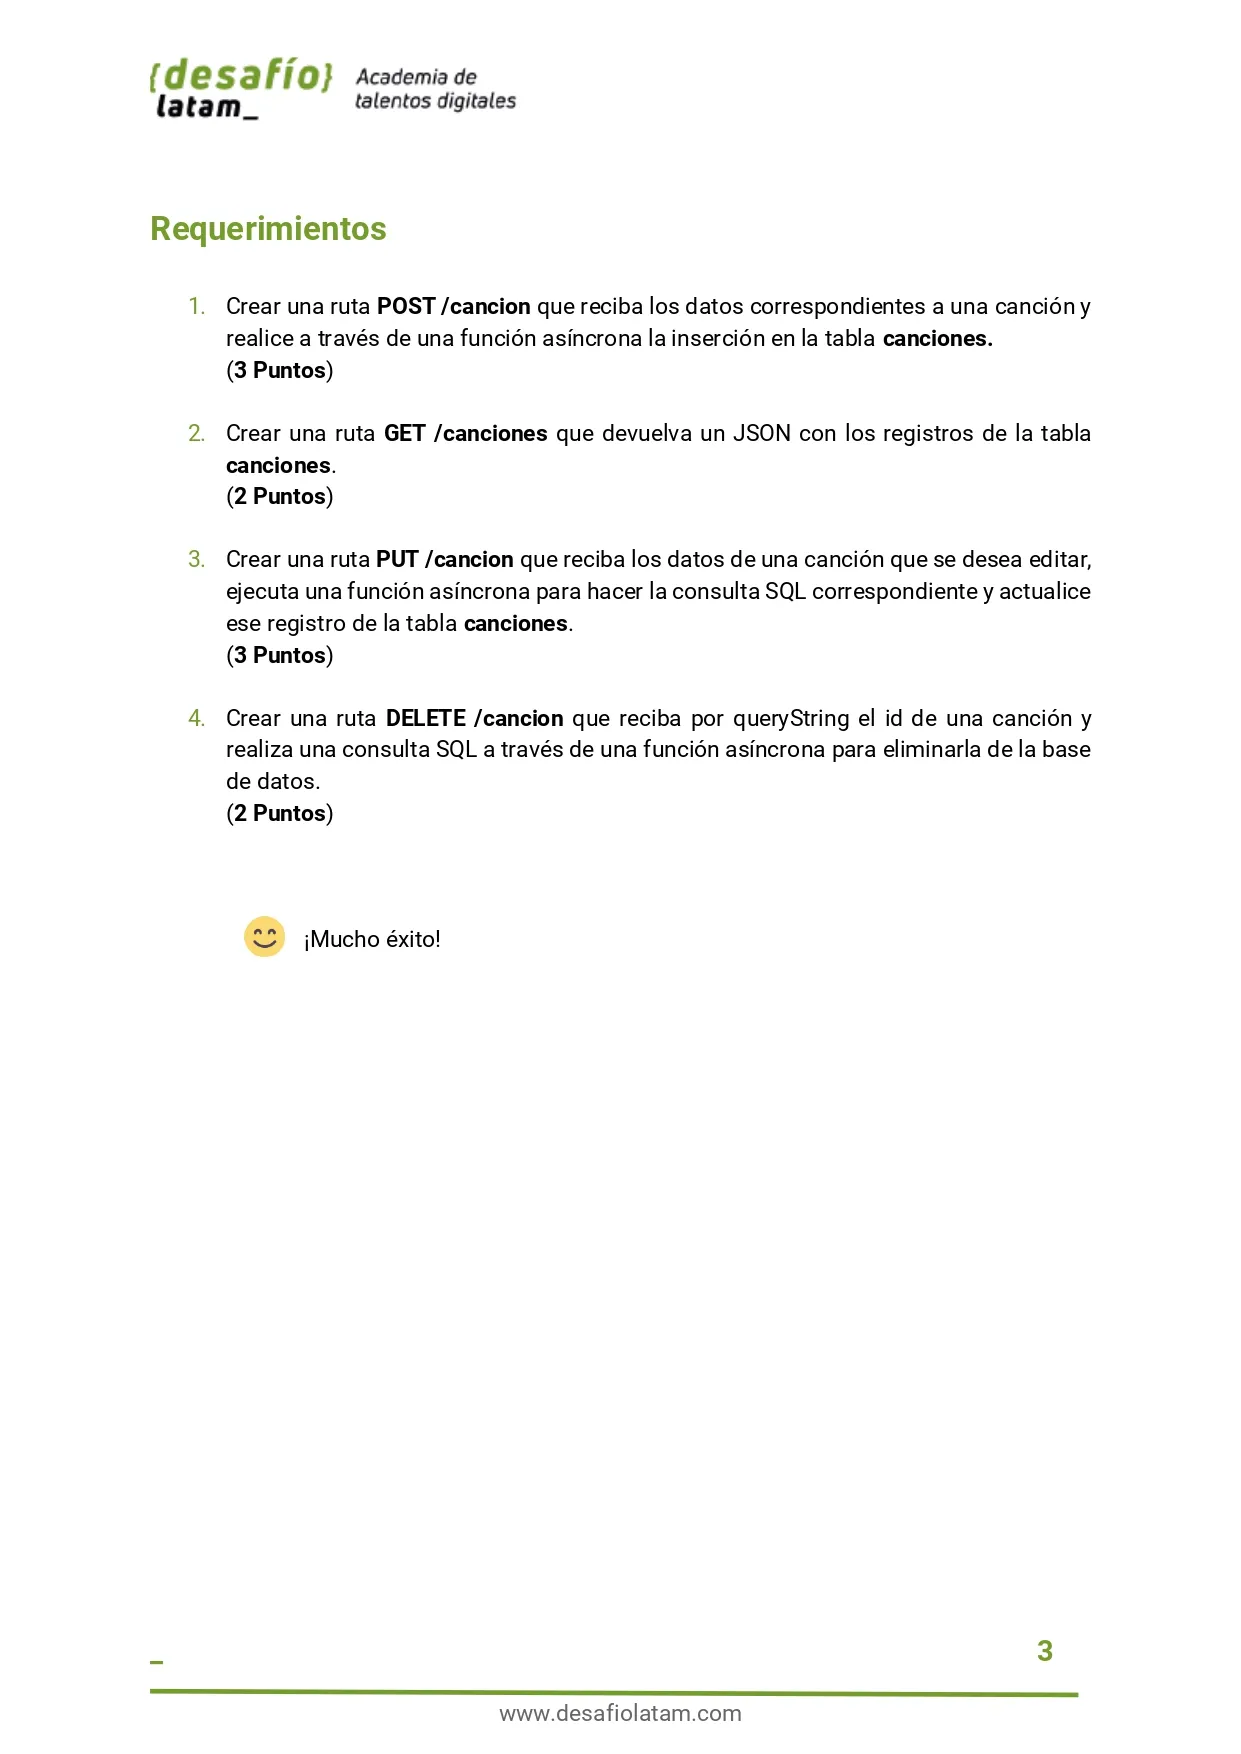 {desafío}
latam_
Academia de
talentos digitales
Requerimientos
1. Crear una ruta POST /cancion que reciba los datos correspondientes a una canción y
realice a través de una función asíncrona la inserción en la tabla canciones.
(3 Puntos)
2. Crear una ruta GET /canciones que devuelva un JSON con los registros de la tabla
canciones.
(2 Puntos)
3. Crear una ruta PUT /cancion que reciba los datos de una canción que se desea editar,
ejecuta una función asíncrona para hacer la consulta SQL correspondiente y actualice
ese registro de la tabla canciones.
(3 Puntos)
4. Crear una ruta DELETE /cancion que reciba por queryString el id de una canción y
realiza una consulta SQL a través de una función asíncrona para eliminarla de la base
de datos.
(2 Puntos)
¡Mucho éxito!
_ 3
www.desafiolatam.com